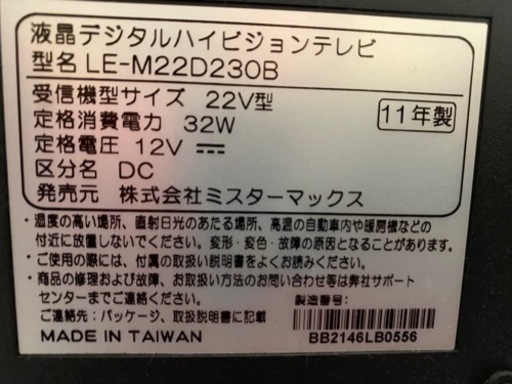 液晶デジタルハイビジョンテレビ
型名 LE-M22D230B
受信機型サイズ 22V型
定格消費電力 32W
11年製
定格電圧 12V
区分名 DC
発売元 株式会社ミスターマックス
・温度の高い場所、直射日光のあたる場所、高温の自動車内や暖房機などの
付近に放置しないでください。変形・変色・故障の原因となることがあります。
・ご使用の際には、付属の取扱い説明書をよくお読みください。
・商品の修理および故障、お取扱い方法のお問い合わせ等は弊社サポート
センターまでご連絡ください。
ご連絡先：パッケージ、取扱説明書に記載
製造番号:
MADE IN TAIWAN
BB2146LB0556